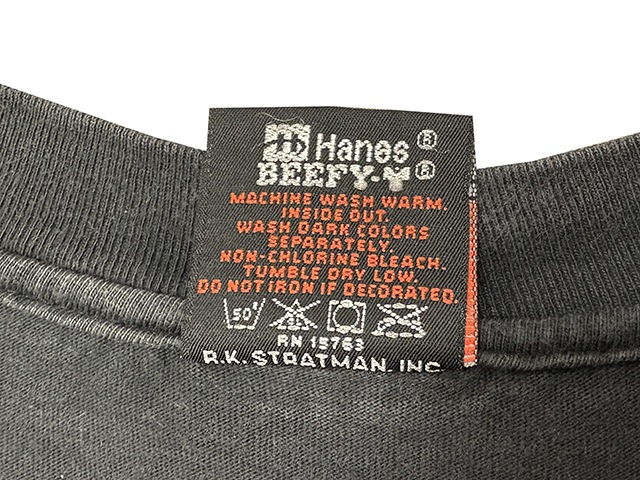 Hanes ®
BEEFY-T ®
MACHINE WASH WARM.
INSIDE OUT.
WASH DARK COLORS
SEPARATELY.
NON-CHLORINE BLEACH.
TUMBLE DRY LOW.
DO NOT IRON IF DECORATED.
50°
RN 15763
R.K. STRATMAN, INC.